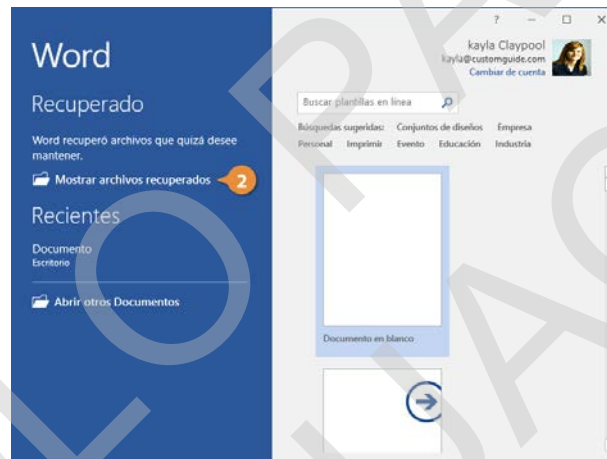 ?
Word
kayla Claypool
kayla@customguide.com
Cambiar de cuenta
Recuperado
Word recuperó archivos que quizá desee
mantener.
Mostrar archivos recuperados
2
Recientes
Documento
Escritorio
Abrir otros Documentos
Buscar plantillas en línea
Búsquedas sugeridas: Conjuntos de diseños Empresa
Personal Imprimir Evento Educación Industria
Documento en blanco